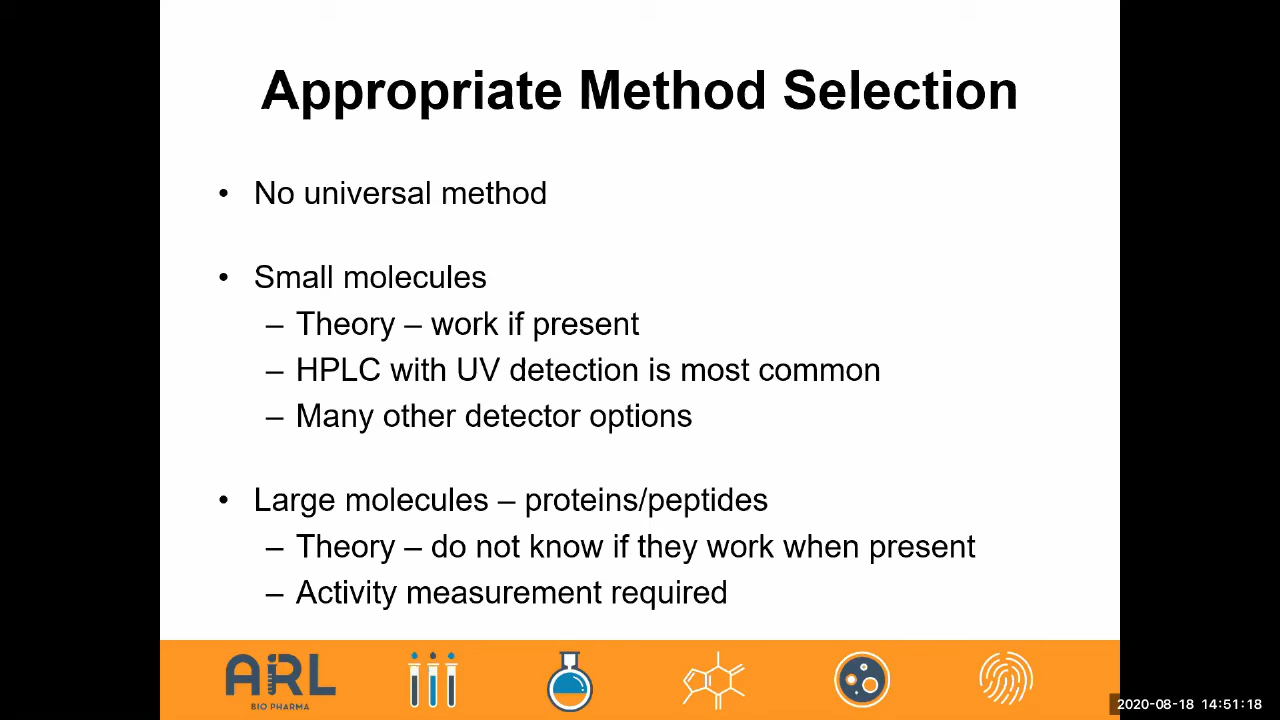 Appropriate Method Selection
• No universal method
• Small molecules
– Theory – work if present
– HPLC with UV detection is most common
– Many other detector options
• Large molecules – proteins/peptides
– Theory – do not know if they work when present
– Activity measurement required
ARL
BIO PHARMA
2020-08-18 14:51:18